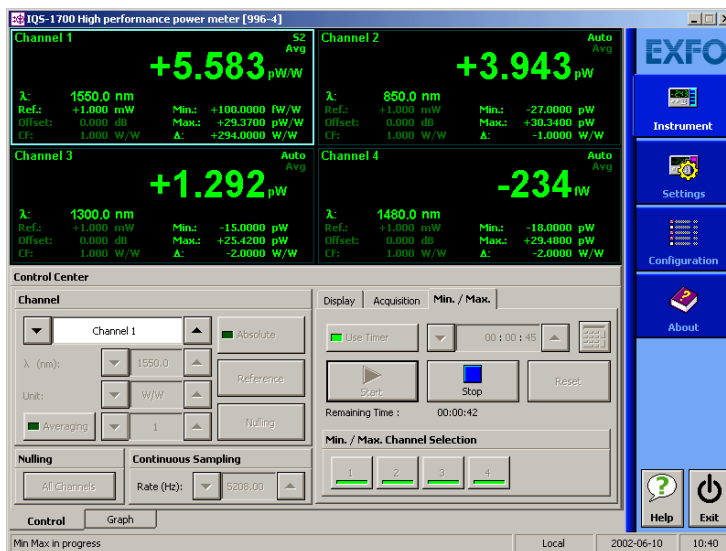 IQS-1700 High performance power meter [996-4]
Channel 1 S2
Avg
+5.583 pW/W
λ: 1550.0 nm
Ref.: +1.000 mW Min.: +100.0000 fW/W
Offset: 0.000 dB Max.: +29.3700 pW/W
CF: 1.000 W/W Δ: +294.0000 W/W
Channel 2 Auto
Avg
+3.943 pW
λ: 850.0 nm
Ref.: +1.000 mW Min.: -27.0000 pW
Offset: 0.000 dB Max.: +30.3400 pW
CF: 1.000 W/W Δ: -1.0000 W/W
Channel 3 Auto
Avg
+1.292 pW
λ: 1300.0 nm
Ref.: +1.000 mW Min.: -15.0000 pW
Offset: 0.000 dB Max.: +25.4200 pW
CF: 1.000 W/W Δ: -2.0000 W/W
Channel 4 Auto
Avg
-234 fW
λ: 1480.0 nm
Ref.: +1.000 mW Min.: -18.0000 pW
Offset: 0.000 dB Max.: +29.4800 pW
CF: 1.000 W/W Δ: -2.0000 W/W
EXFO
Instrument
Settings
Configuration
About
Help Exit
Control Center
Channel
Channel 1
Absolute
λ (nm): 1550.0
Reference
Unit: W/W
Averaging 1
Nulling
Nulling
All Channels
Continuous Sampling
Rate (Hz): 5208.00
Display Acquisition Min. / Max.
Use Timer 00 : 00 : 45
Start Stop Reset
Remaining Time : 00:00:42
Min. / Max. Channel Selection
1 2 3 4
Control Graph
Min Max in progress Local 2002-06-10 10:40